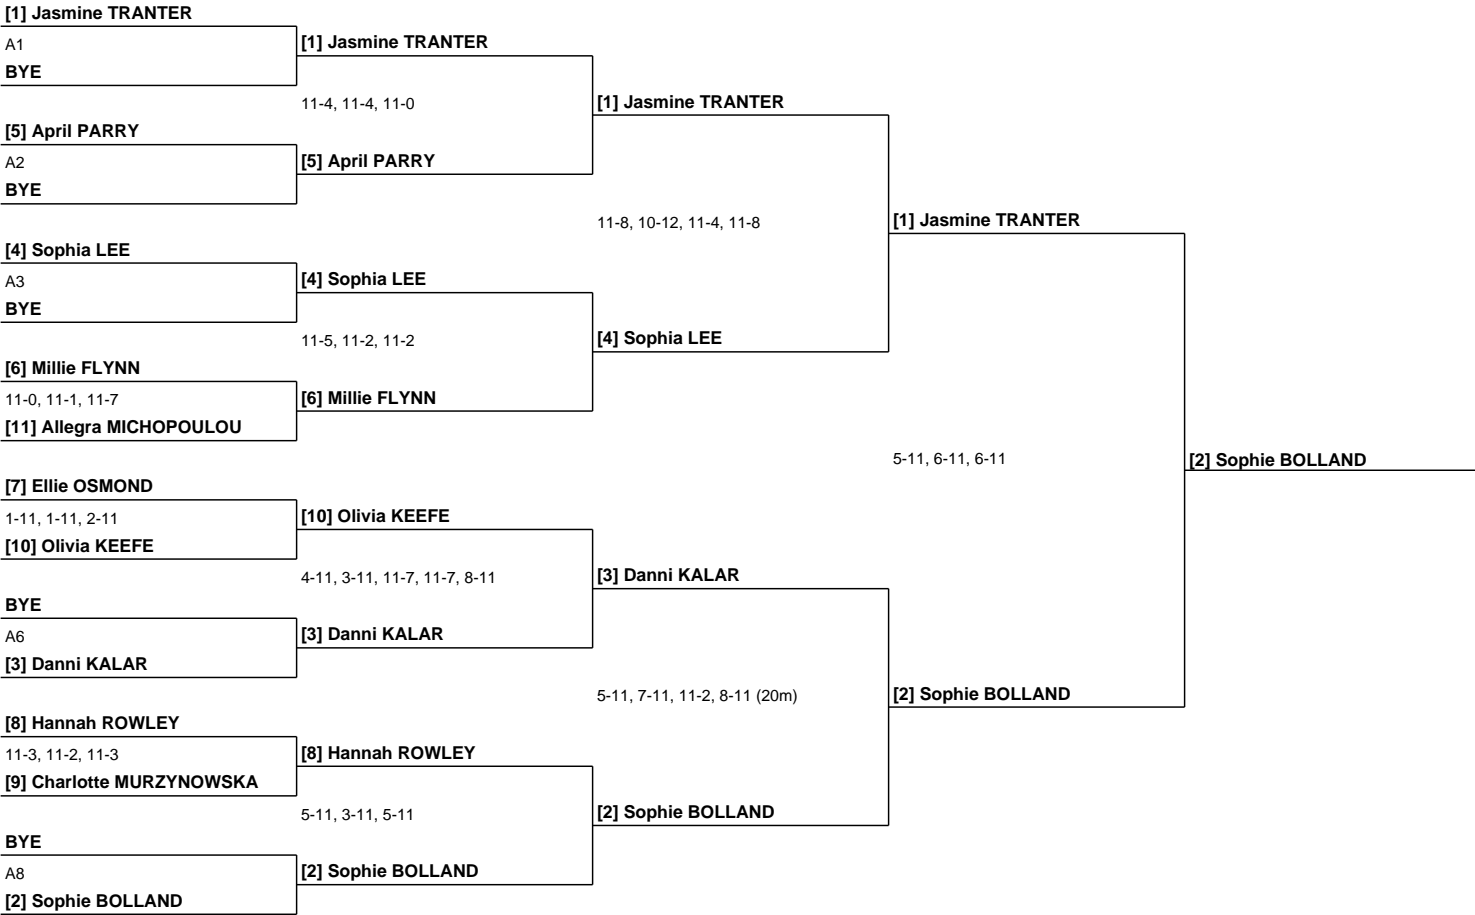 [1] Jasmine TRANTER
A1
BYE
[5] April PARRY
A2
BYE
[4] Sophia LEE
A3
BYE
[6] Millie FLYNN
11-0, 11-1, 11-7
[11] Allegra MICHOPOULOU
[7] Ellie OSMOND
1-11, 1-11, 2-11
[10] Olivia KEEFE
BYE
A6
[3] Danni KALAR
[8] Hannah ROWLEY
11-3, 11-2, 11-3
[9] Charlotte MURZYNOWSKA
BYE
A8
[2] Sophie BOLLAND
[1] Jasmine TRANTER
11-4, 11-4, 11-0
[5] April PARRY
[4] Sophia LEE
11-5, 11-2, 11-2
[6] Millie FLYNN
[10] Olivia KEEFE
4-11, 3-11, 11-7, 11-7, 8-11
[3] Danni KALAR
[8] Hannah ROWLEY
5-11, 3-11, 5-11
[2] Sophie BOLLAND
[1] Jasmine TRANTER
11-8, 10-12, 11-4, 11-8
[4] Sophia LEE
[3] Danni KALAR
5-11, 7-11, 11-2, 8-11 (20m)
[2] Sophie BOLLAND
[1] Jasmine TRANTER
5-11, 6-11, 6-11
[2] Sophie BOLLAND
[2] Sophie BOLLAND